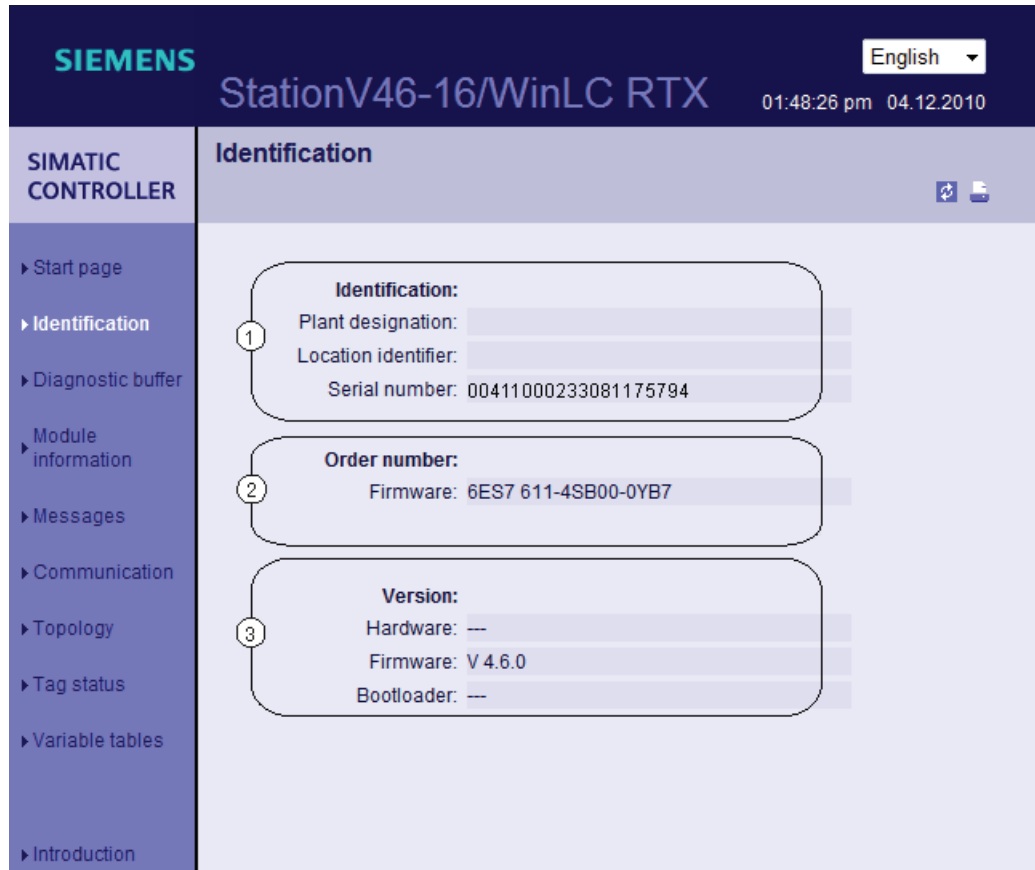 SIEMENS
English
StationV46-16/WinLC RTX
01:48:26 pm 04.12.2010
SIMATIC
CONTROLLER
Identification
Start page
Identification
Diagnostic buffer
Module
information
Messages
Communication
Topology
Tag status
Variable tables
Introduction
1
Identification:
Plant designation:
Location identifier:
Serial number: 00411000233081175794
2
Order number:
Firmware: 6ES7 611-4SB00-0YB7
3
Version:
Hardware: ---
Firmware: V 4.6.0
Bootloader: ---